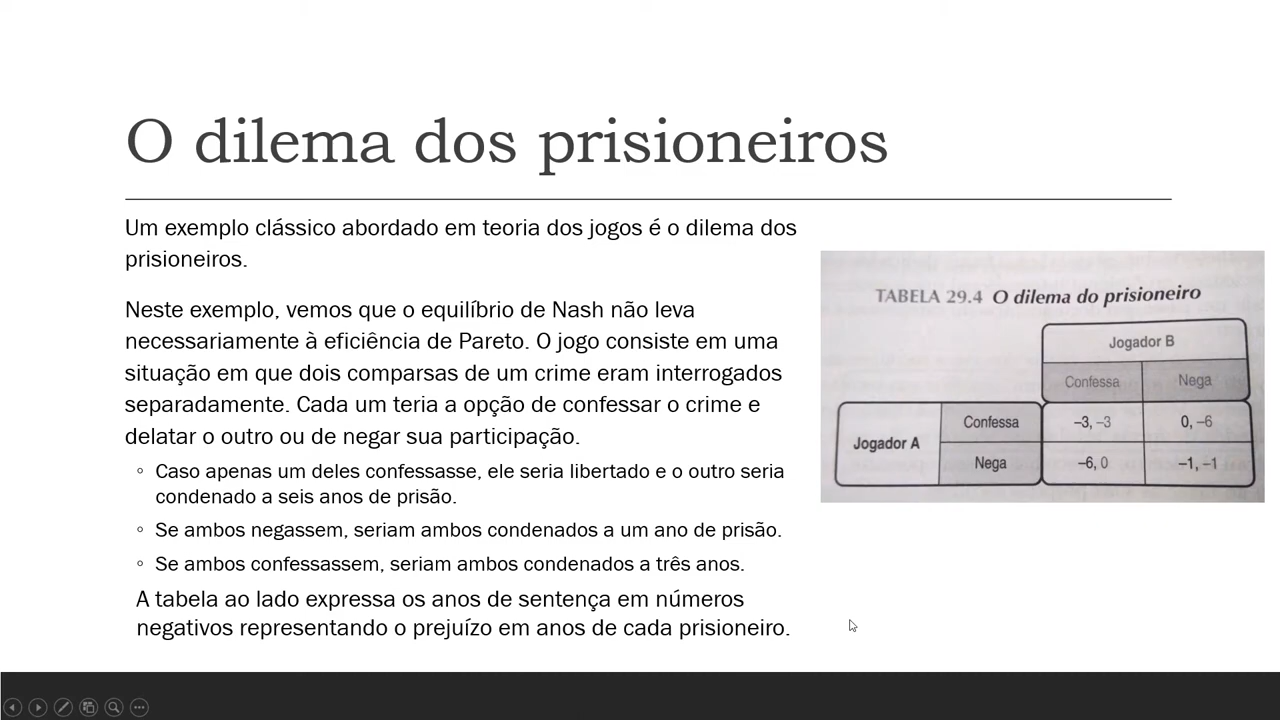 O dilema dos prisioneiros
Um exemplo clássico abordado em teoria dos jogos é o dilema dos
prisioneiros.
Neste exemplo, vemos que o equilíbrio de Nash não leva
necessariamente à eficiência de Pareto. O jogo consiste em uma
situação em que dois comparsas de um crime eram interrogados
separadamente. Cada um teria a opção de confessar o crime e
delatar o outro ou de negar sua participação.
◦ Caso apenas um deles confessasse, ele seria libertado e o outro seria
condenado a seis anos de prisão.
◦ Se ambos negassem, seriam ambos condenados a um ano de prisão.
◦ Se ambos confessassem, seriam ambos condenados a três anos.
A tabela ao lado expressa os anos de sentença em números
negativos representando o prejuízo em anos de cada prisioneiro.
TABELA 29.4 O dilema do prisioneiro
Jogador B
Confessa Nega
Jogador A
Confessa –3, –3 0, –6
Nega –6, 0 –1, –1